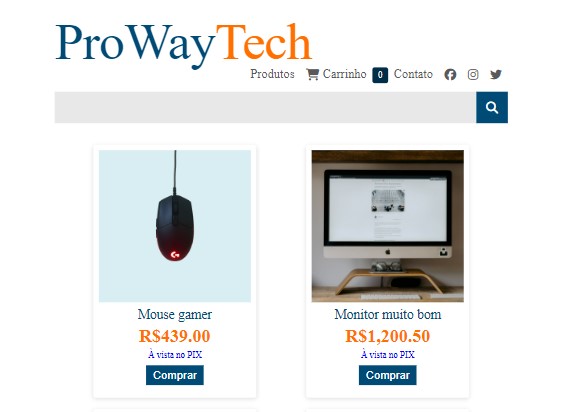 ProWayTech
Produtos Carrinho 0 Contato
Mouse gamer
R$439.00
À vista no PIX
Comprar
Monitor muito bom
R$1,200.50
À vista no PIX
Comprar